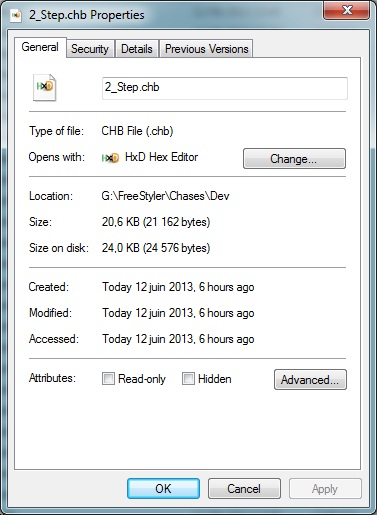 2_Step.chb Properties
General Security Details Previous Versions
HxD
2_Step.chb
Type of file: CHB File (.chb)
Opens with: HxD HxD Hex Editor Change...
Location: G:\FreeStyler\Chases\Dev
Size: 20,6 KB (21 162 bytes)
Size on disk: 24,0 KB (24 576 bytes)
Created: Today 12 juin 2013, 6 hours ago
Modified: Today 12 juin 2013, 6 hours ago
Accessed: Today 12 juin 2013, 6 hours ago
Attributes: Read-only Hidden Advanced...
OK Cancel Apply